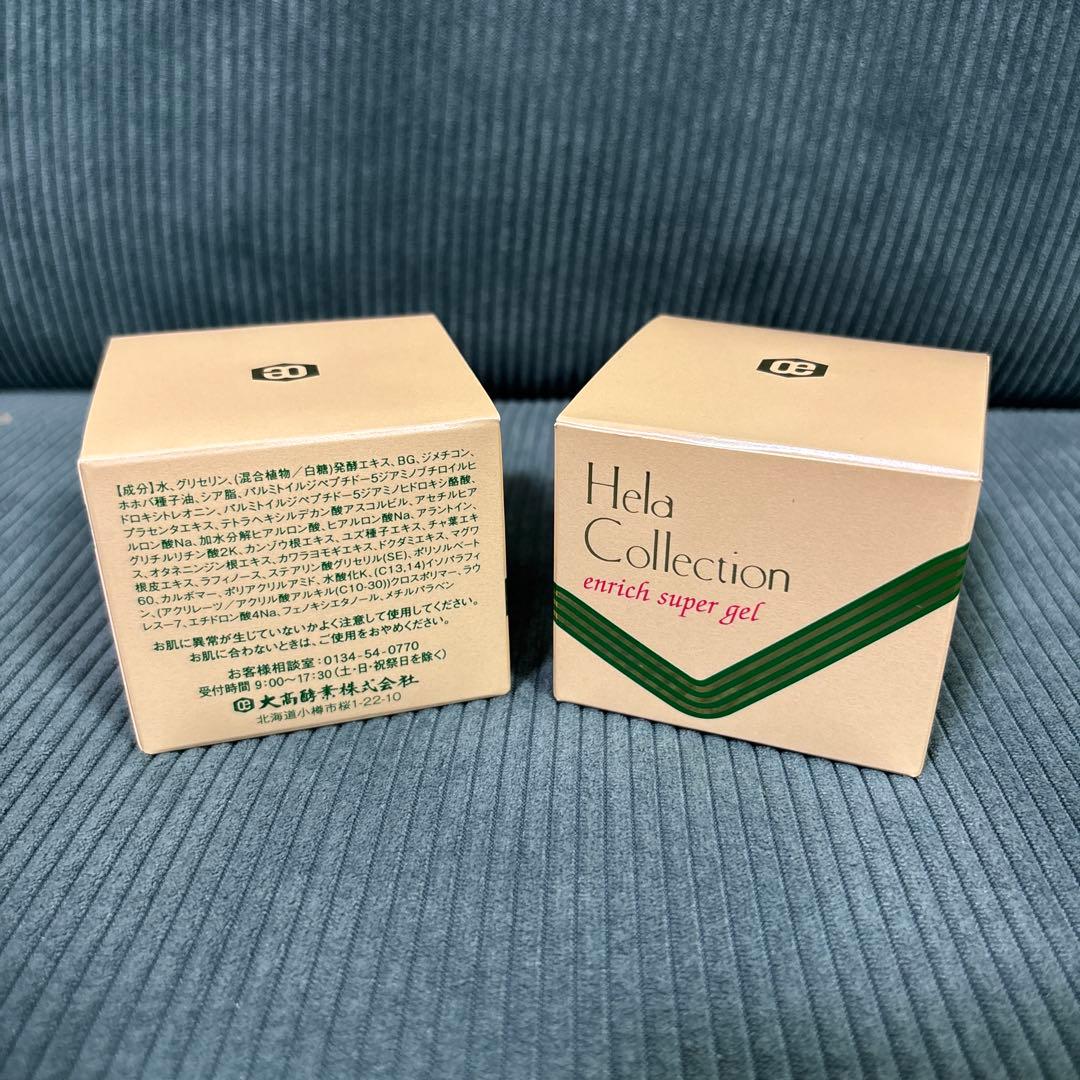 【成分】水、グリセリン、(混合植物／白糖)発酵エキス、BG、ジメチコン、
ホホバ種子油、シア脂、パルミトイルジペプチド－5ジアミノブチロイルヒ
ドロキシトレオニン、パルミトイルジペプチド－5ジアミノヒドロキシ酪酸、
プラセンタエキス、テトラヘキシルデカン酸アスコルビル、アセチルヒア
ルロン酸Na、加水分解ヒアルロン酸、ヒアルロン酸Na、アラントイン、
グリチルリチン酸2K、カンゾウ根エキス、ユズ種子エキス、チャ葉エキ
ス、オタネニンジン根エキス、カワラヨモギエキス、ドクダミエキス、マグワ
根皮エキス、ラフィノース、ステアリン酸グリセリル(SE)、ポリソルベート
60、カルボマー、ポリアクリルアミド、水酸化K、(C13,14)イソパラフィ
ン、(アクリレーツ／アクリル酸アルキル(C10-30))クロスポリマー、ラウ
レス－7、エチドロン酸4Na、フェノキシエタノール、メチルパラベン
お肌に異常が生じていないかよく注意して使用してください。
お肌に合わないときは、ご使用をおやめください。
お客様相談室：0134-54-0770
受付時間 9:00～17:30(土・日・祝祭日を除く)
大高酵素株式会社
北海道小樽市桜1-22-10
Hela
Collection
enrich super gel